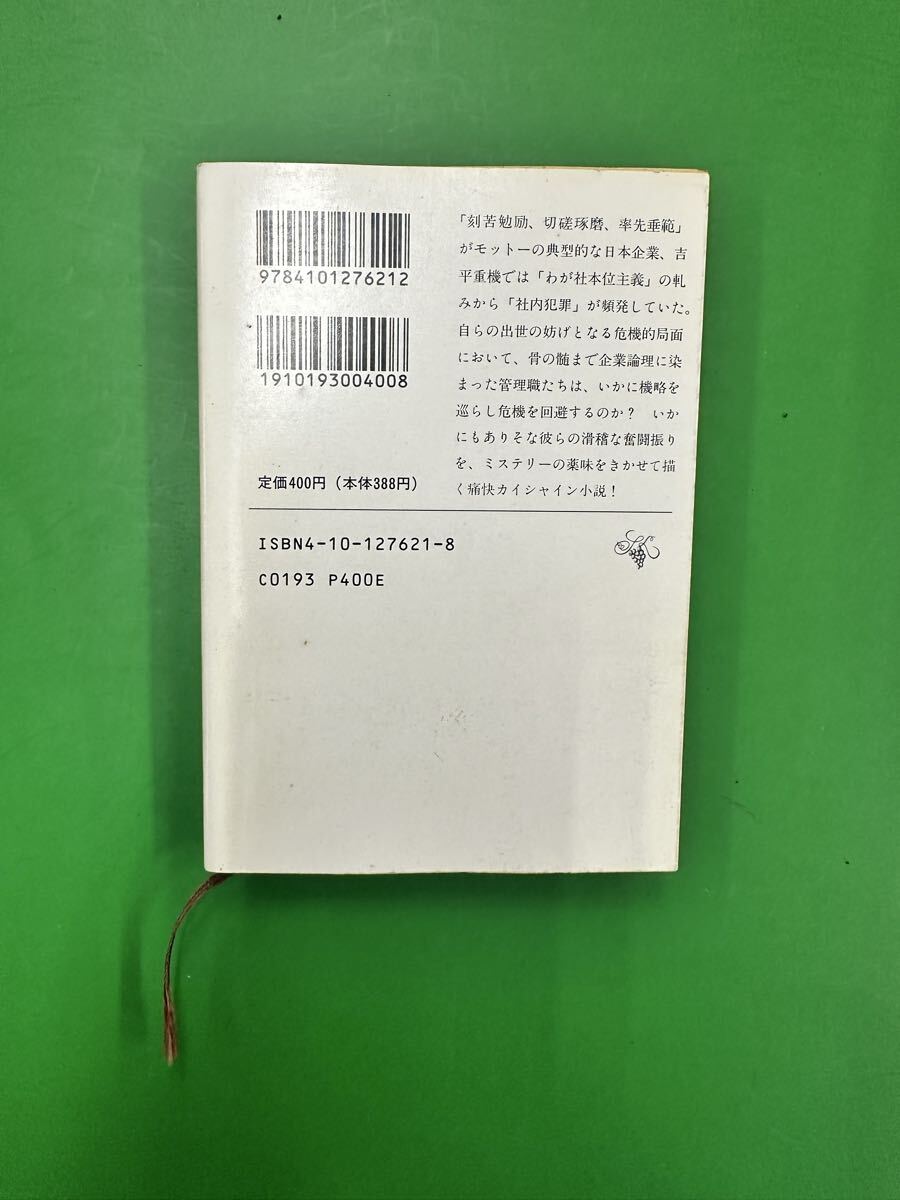 9784101276212
1910193004008
定価400円（本体388円）
「刻苦勉励、切磋琢磨、率先垂範」
がモットーの典型的な日本企業、吉
平重機では「わが社本位主義」の軋
みから「社内犯罪」が頻発していた。
自らの出世の妨げとなる危機的局面
において、骨の髄まで企業論理に染
まった管理職たちは、いかに機略を
巡らし危機を回避するのか？　いか
にもありそな彼らの滑稽な奮闘振り
を、ミステリーの薬味をきかせて描
く痛快カイシャイン小説！
ISBN4-10-127621-8
C0193 P400E